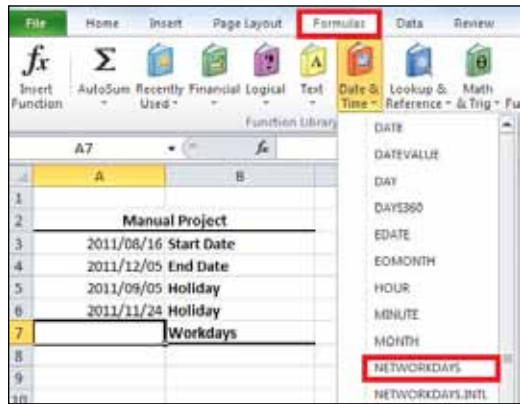 File Home Insert Page Layout Formulas Data Review
fx Σ A θ
Insert AutoSum Recently Financial Logical Text Date & Lookup & Math
Function Used Time Reference & Trig Fu
Function Library
A7 fx
A B
1
2 Manual Project
3 2011/08/16 Start Date
4 2011/12/05 End Date
5 2011/09/05 Holiday
6 2011/11/24 Holiday
7 Workdays
8
9
10
DATE
DATEVALUE
DAY
DAYS360
EDATE
EOMONTH
HOUR
MINUTE
MONTH
NETWORKDAYS
NETWORKDAYS.INTL